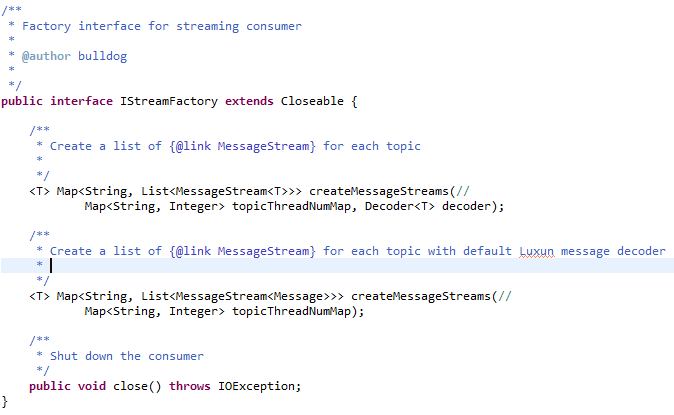 /**
 * Factory interface for streaming consumer
 *
 * @author bulldog
 *
 */
public interface IStreamFactory extends Closeable {
    /**
     * Create a list of {@link MessageStream} for each topic
     *
     */
    <T> Map<String, List<MessageStream<T>>> createMessageStreams(//
            Map<String, Integer> topicThreadNumMap, Decoder<T> decoder);
    /**
     * Create a list of {@link MessageStream} for each topic with default Luxun message decoder
     *
     */
    <T> Map<String, List<MessageStream<Message>>> createMessageStreams(//
            Map<String, Integer> topicThreadNumMap);
    /**
     * Shut down the consumer
     */
    public void close() throws IOException;
}